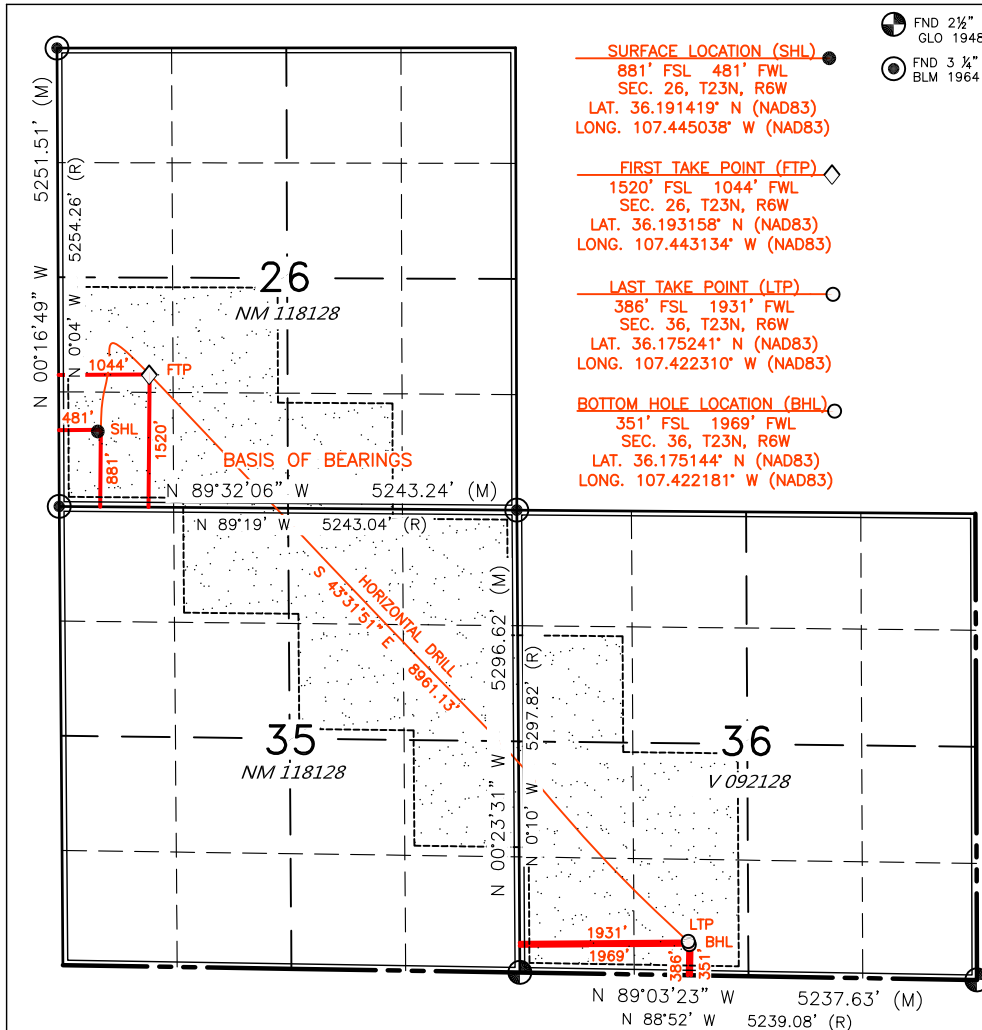 FND 2½"
GLO 1948
FND 3 ¼"
BLM 1964
SURFACE LOCATION (SHL)
881' FSL 481' FWL
SEC. 26, T23N, R6W
LAT. 36.191419° N (NAD83)
LONG. 107.445038° W (NAD83)
FIRST TAKE POINT (FTP)
1520' FSL 1044' FWL
SEC. 26, T23N, R6W
LAT. 36.193158° N (NAD83)
LONG. 107.443134° W (NAD83)
LAST TAKE POINT (LTP)
386' FSL 1931' FWL
SEC. 36, T23N, R6W
LAT. 36.175241° N (NAD83)
LONG. 107.422310° W (NAD83)
BOTTOM HOLE LOCATION (BHL)
351' FSL 1969' FWL
SEC. 36, T23N, R6W
LAT. 36.175144° N (NAD83)
LONG. 107.422181° W (NAD83)
N 00°16'49" W 5251.51' (M)
N 0°04' W 5254.26' (R)
26
NM 118128
1044'
FTP
481'
SHL
881'
1520'
BASIS OF BEARINGS
N 89°32'06" W 5243.24' (M)
N 89°19' W 5243.04' (R)
HORIZONTAL DRILL
S 43°31'51" E 8961.13'
N 00°23'31" W 5296.62' (M)
N 0°10' W 5297.82' (R)
35
NM 118128
36
V 092128
LTP
BHL
1931'
1969'
386'
351'
N 89°03'23" W 5237.63' (M)
N 88°52' W 5239.08' (R)